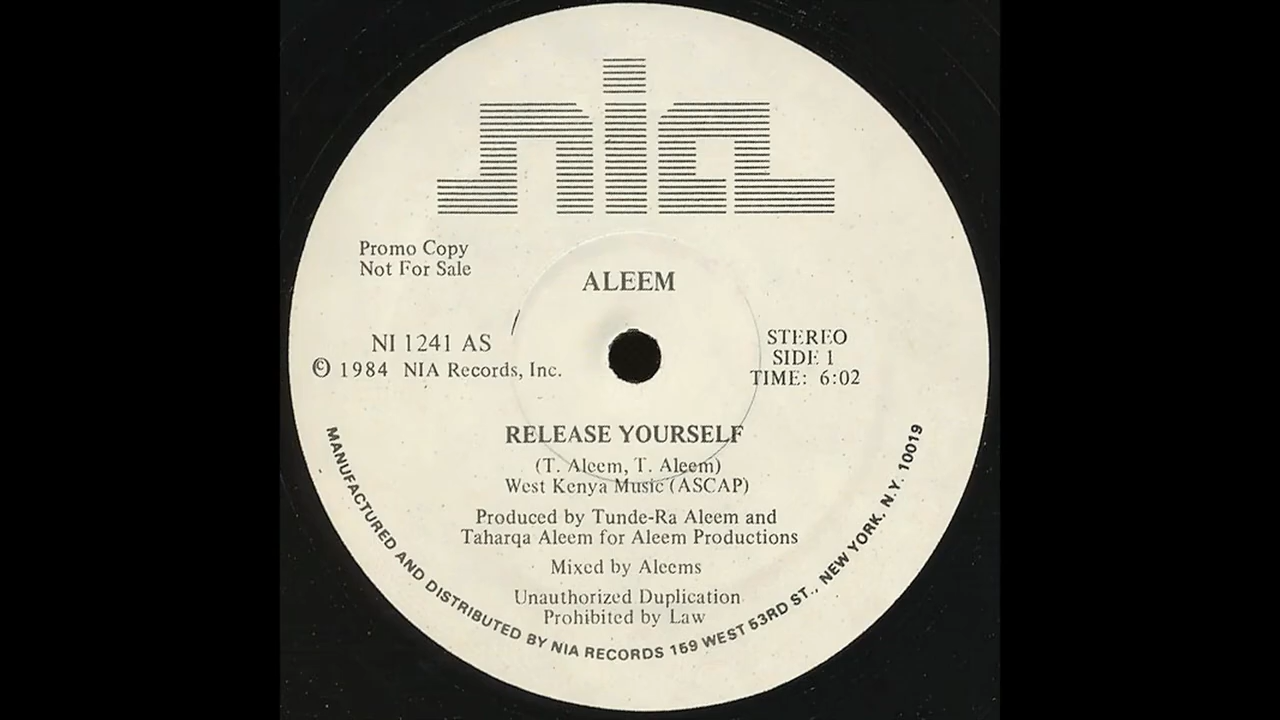 nia
Promo Copy
Not For Sale
ALEEM
NI 1241 AS
© 1984 NIA Records, Inc.
STEREO
SIDE 1
TIME: 6:02
RELEASE YOURSELF
(T. Aleem, T. Aleem)
West Kenya Music (ASCAP)
Produced by Tunde-Ra Aleem and
Taharqa Aleem for Aleem Productions
Mixed by Aleems
Unauthorized Duplication
Prohibited by Law
MANUFACTURED AND DISTRIBUTED BY NIA RECORDS 159 WEST 53RD ST., NEW YORK, N.Y. 10019